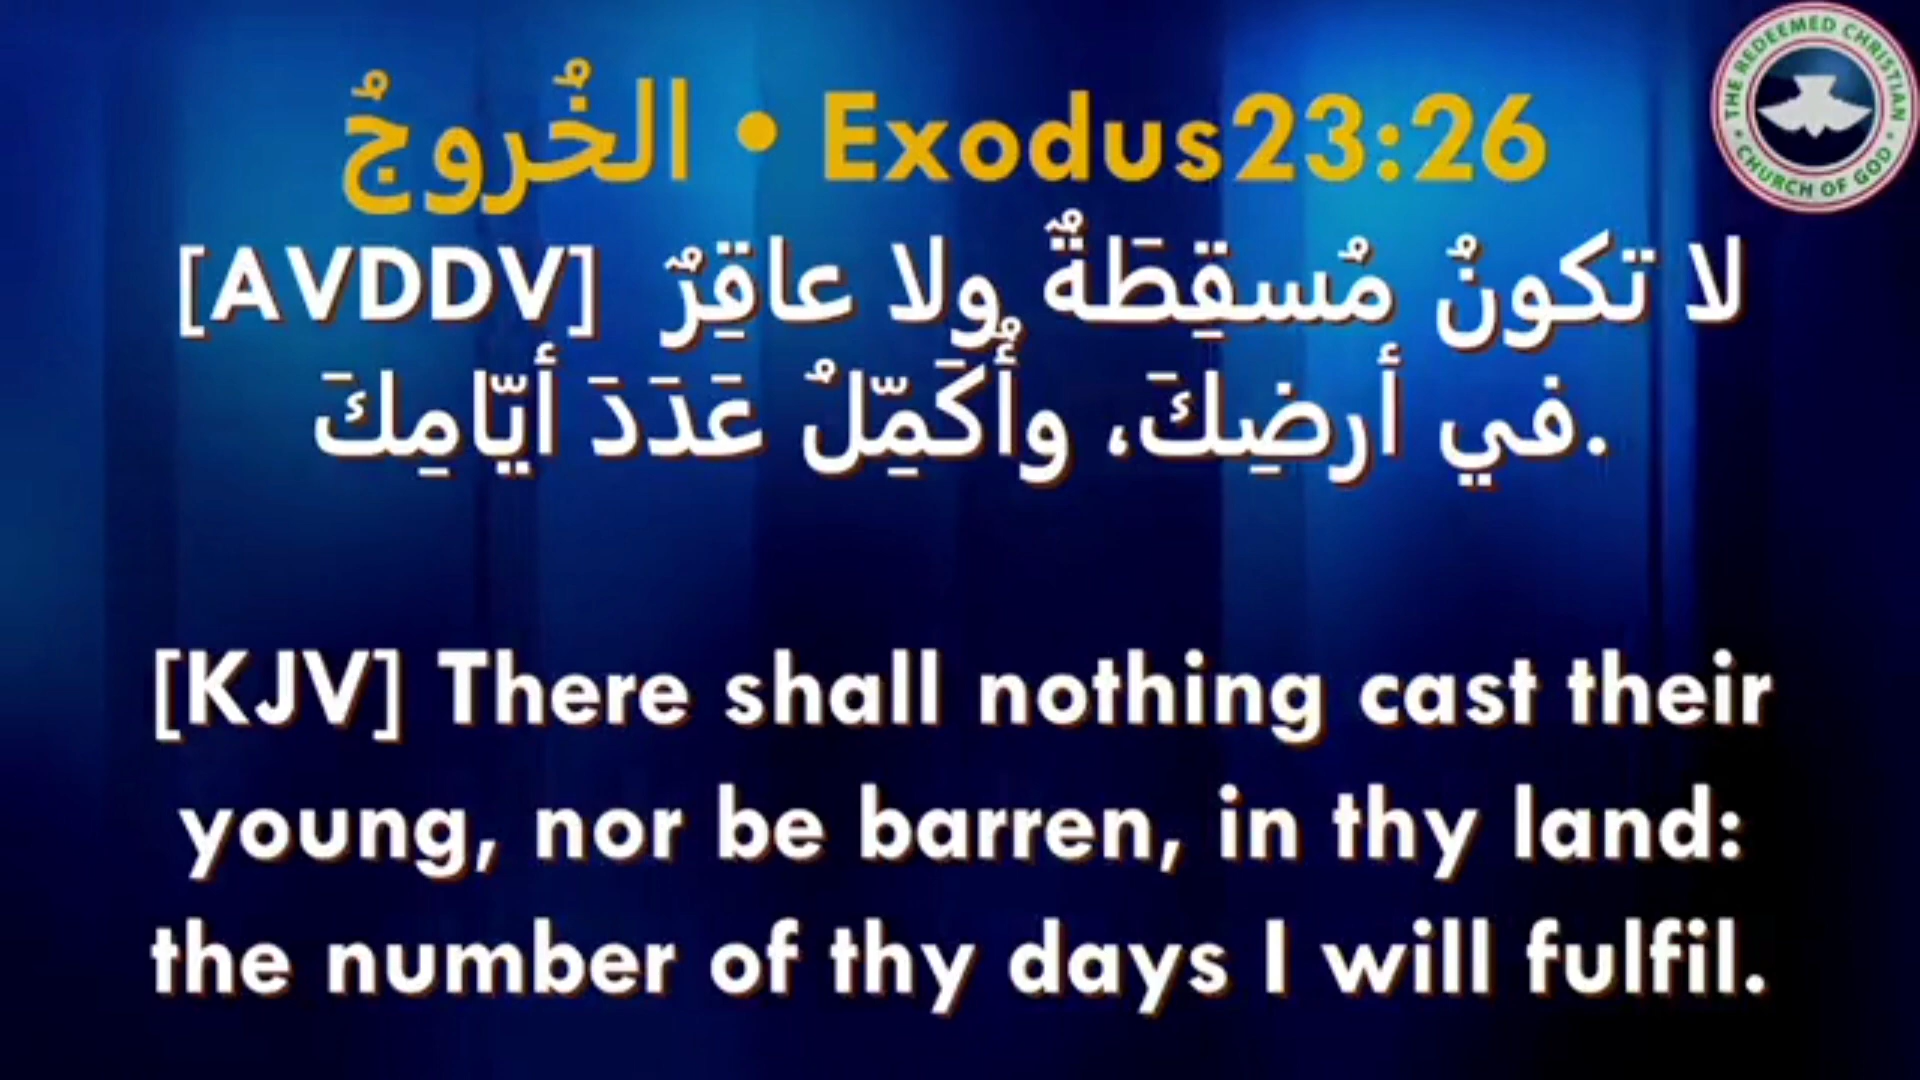 الخُروجُ • Exodus23:26
[AVDDV] لا تكونُ مُسقِطَةٌ ولا عاقِرٌ
في أرضِكَ، وأُكَمِّلُ عَدَدَ أيّامِكَ.
[KJV] There shall nothing cast their
young, nor be barren, in thy land:
the number of thy days I will fulfil.
THE REDEEMED CHRISTIAN
• CHURCH OF GOD •